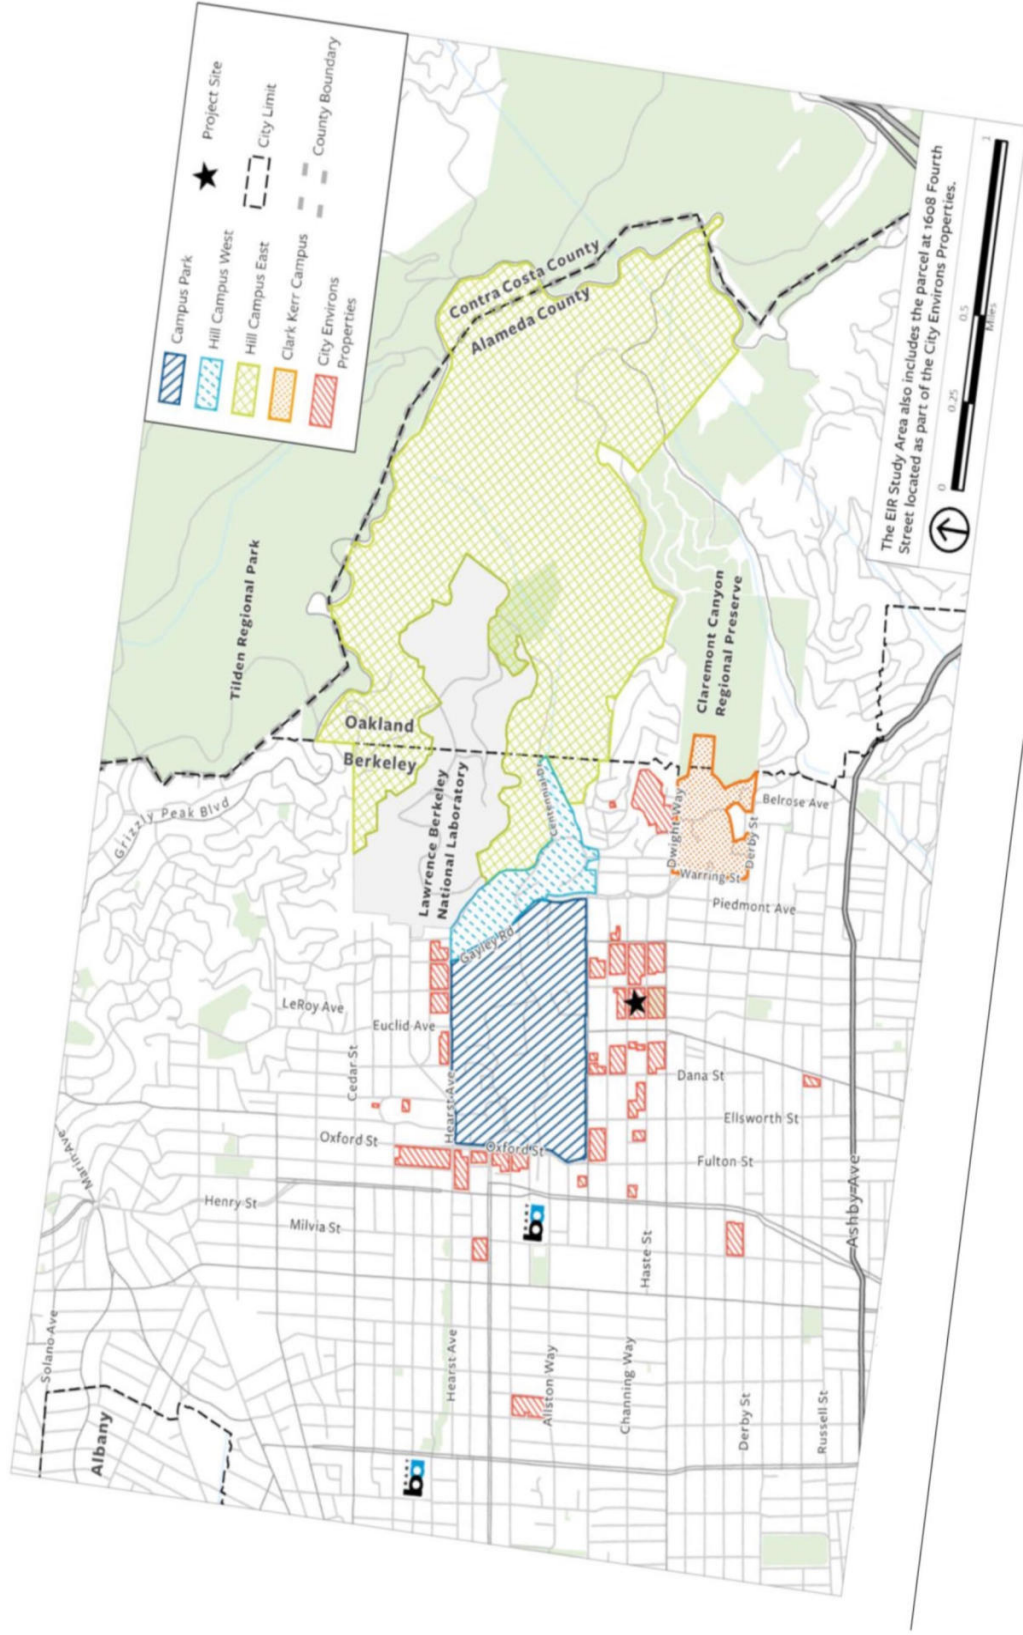 Campus Park
Hill Campus West
Hill Campus East
Clark Kerr Campus
City Environs
Properties
Project Site
City Limit
County Boundary
Tilden Regional Park
Contra Costa County
Alameda County
Oakland
Berkeley
Grizzly Peak Blvd
Lawrence Berkeley
National Laboratory
Centennial Dr
Claremont Canyon
Regional Preserve
Dwight Way
Derby St
Belrose Ave
Warring St
Piedmont Ave
Gayley Rd
LeRoy Ave
Euclid Ave
Cedar St
Hearst Ave
Oxford St
Oxford St
Dana St
Ellsworth St
Fulton St
Marin Ave
Henry St
Milvia St
BART
ba
Haste St
Ashby Ave
Solano Ave
Albany
Hearst Ave
Allston Way
Channing Way
Derby St
Russell St
BART
ba
The EIR Study Area also includes the parcel at 1608 Fourth
Street located as part of the City Environs Properties.
0 0.25 0.5 1
Miles